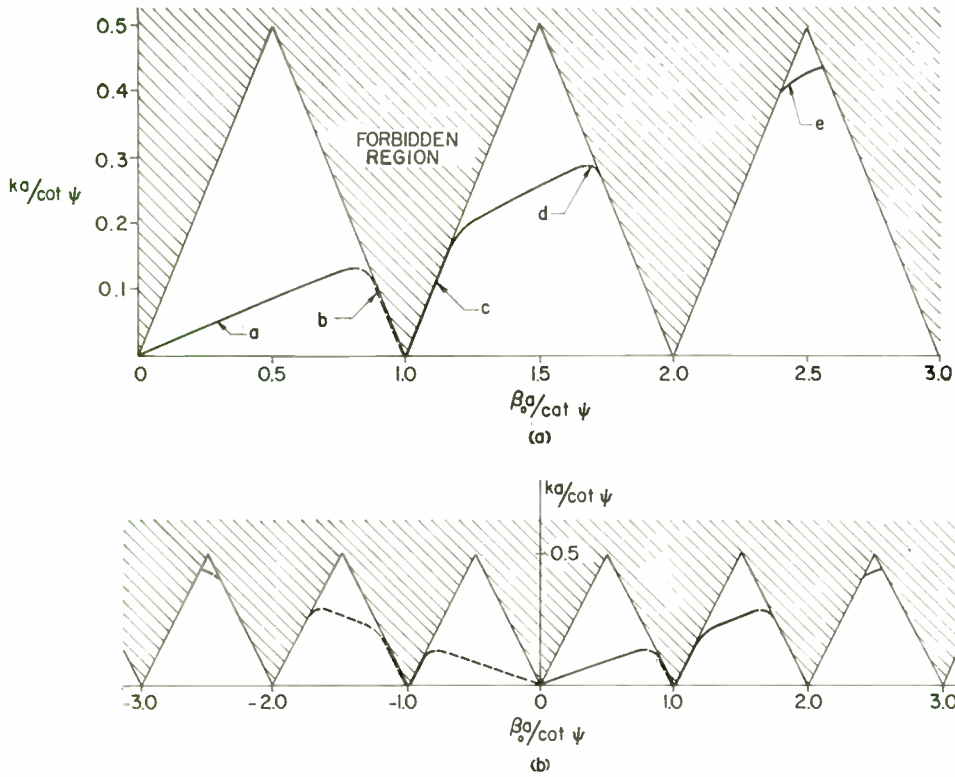 0.5
0.4
0.3
0.2
0.1
ka/cot ψ
FORBIDDEN
REGION
a
b
c
d
e
0
0.5
1.0
1.5
2.0
2.5
3.0
β₀a/cot ψ
(a)
ka/cot ψ
0.5
-3.0
-2.0
-1.0
0
1.0
2.0
3.0
β₀a/cot ψ
(b)